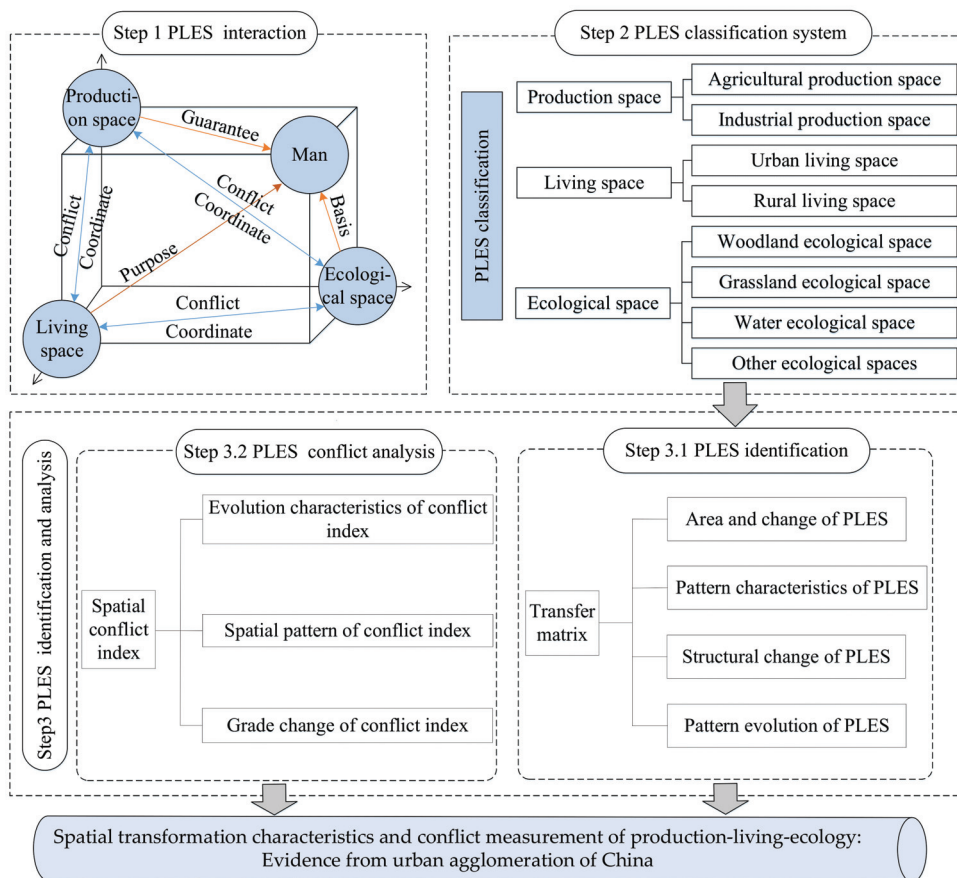 Step 1 PLES interaction
Producti-
on space
Guarantee
Man
Conflict
Coordinate
Conflict
Coordinate
Basis
Purpose
Ecologi-
cal space
Conflict
Coordinate
Living
space
Step 2 PLES classification system
PLES classification
Production space
Agricultural production space
Industrial production space
Living space
Urban living space
Rural living space
Ecological space
Woodland ecological space
Grassland ecological space
Water ecological space
Other ecological spaces
Step3 PLES identification and analysis
Step 3.2 PLES conflict analysis
Spatial
conflict
index
Evolution characteristics of conflict
index
Spatial pattern of conflict index
Grade change of conflict index
Step 3.1 PLES identification
Transfer
matrix
Area and change of PLES
Pattern characteristics of PLES
Structural change of PLES
Pattern evolution of PLES
Spatial transformation characteristics and conflict measurement of production-living-ecology:
Evidence from urban agglomeration of China